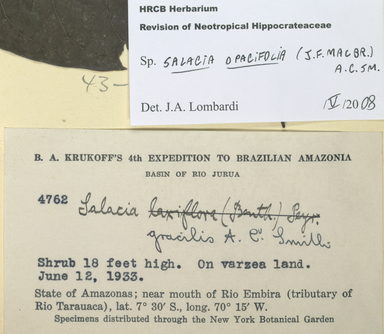 HRCB Herbarium
Revision of Neotropical Hippocrateaceae
Sp. SALACIA OPACIFOLIA (J.F. MACBR.)
A.C. SM.
Det. J.A. Lombardi
IV/2008
43-
B. A. KRUKOFF'S 4th EXPEDITION TO BRAZILIAN AMAZONIA
BASIN OF RIO JURUA
4762 Salacia laxiflora (Benth.) Peyr.
gracilis A. C. Smith
Shrub 18 feet high. On varzea land.
June 12, 1933.
State of Amazonas; near mouth of Rio Embira (tributary of
Rio Tarauaca), lat. 7° 30′ S., long. 70° 15′ W.
Specimens distributed through the New York Botanical Garden